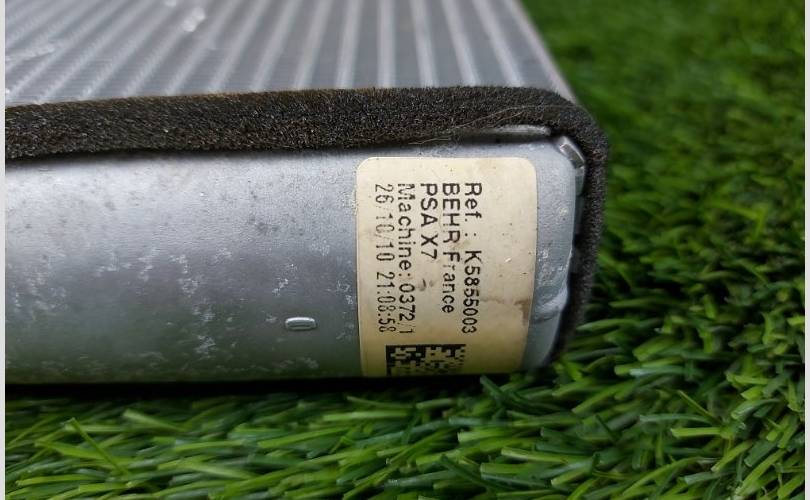 Ref. : K5855003
BEHR France
PSA X7
Machine: 0372/1
26/10/10 21:08:58